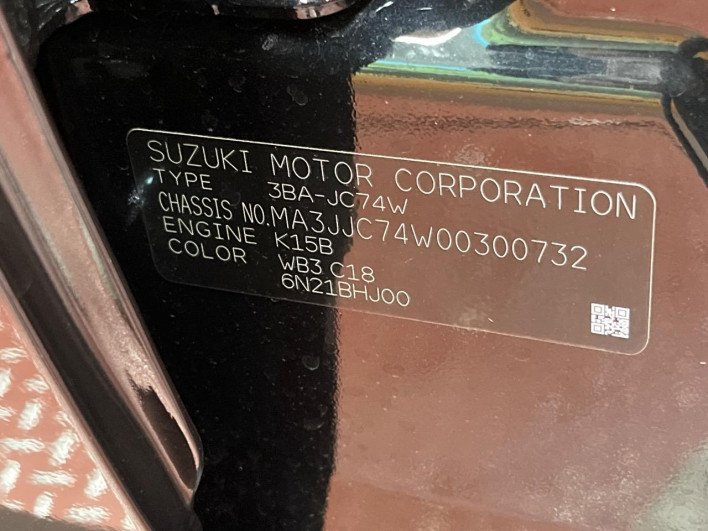 SUZUKI MOTOR CORPORATION
TYPE 3BA-JC74W
CHASSIS NO.MA3JJC74W00300732
ENGINE K15B
COLOR WB3 C18
6N21BHJ00